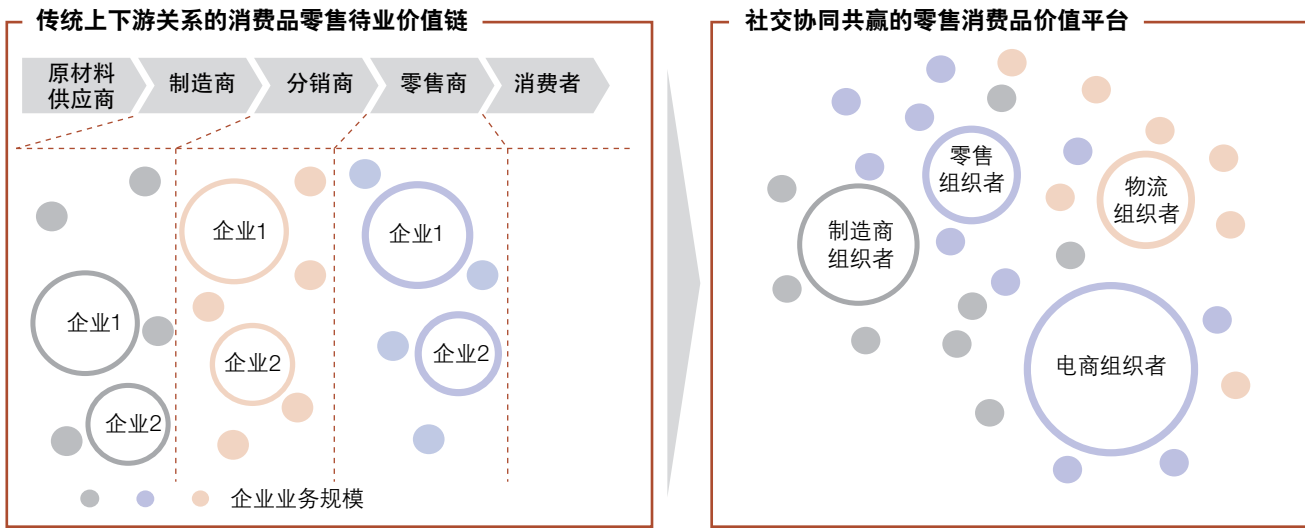 传统上下游关系的消费品零售待业价值链
原材料
供应商
制造商
分销商
零售商
消费者
企业1
企业2
企业1
企业2
企业1
企业2
企业业务规模
社交协同共赢的零售消费品价值平台
零售
组织者
物流
组织者
制造商
组织者
电商组织者